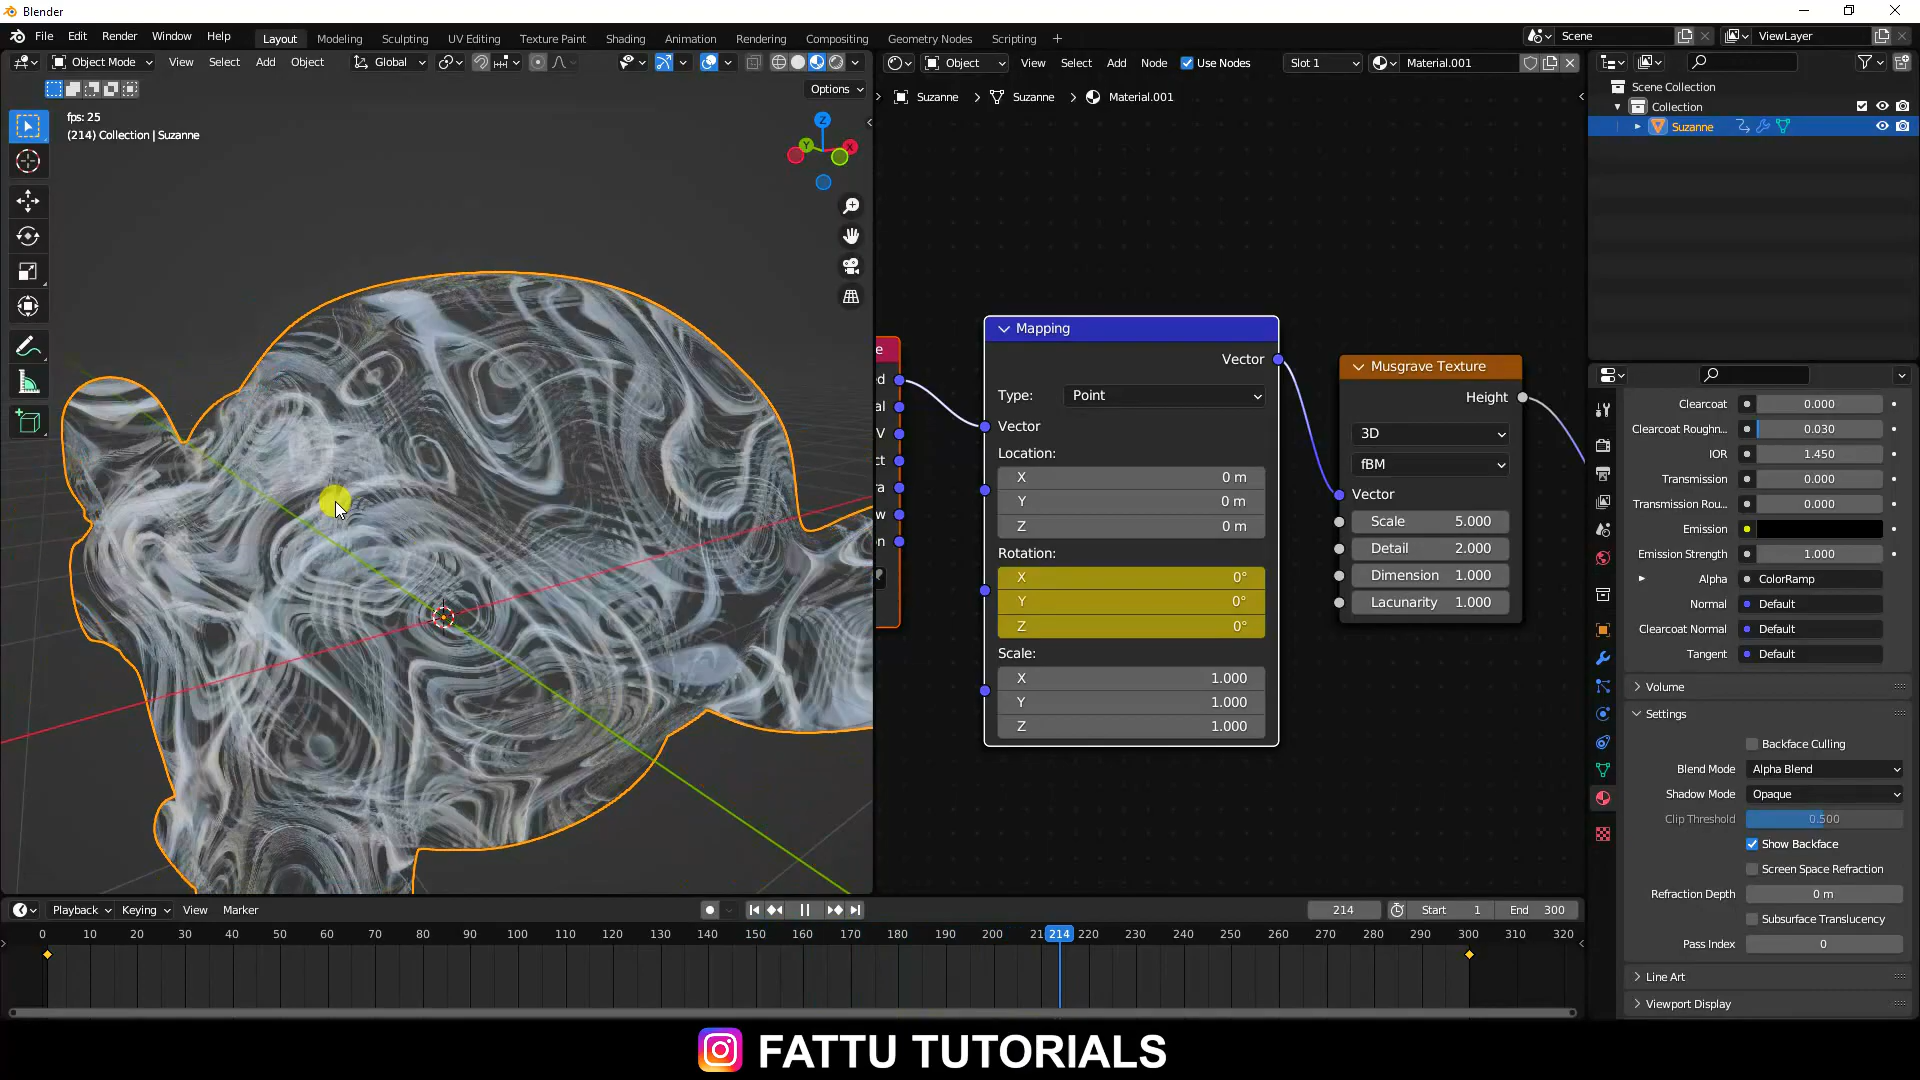 Blender
File Edit Render Window Help
Layout Modeling Sculpting UV Editing Texture Paint Shading Animation Rendering Compositing Geometry Nodes Scripting
Scene
ViewLayer
Object Mode View Select Add Object Global
Options
Object View Select Add Node Use Nodes Slot 1 Material.001
Suzanne Suzanne Material.001
fps: 25
(214) Collection | Suzanne
Z
Y
X
Scene Collection
Collection
Suzanne
e
d
al
V
ct
ra
w
n
Mapping
Vector
Type: Point
Vector
Location:
X 0 m
Y 0 m
Z 0 m
Rotation:
X 0°
Y 0°
Z 0°
Scale:
X 1.000
Y 1.000
Z 1.000
Musgrave Texture
Height
3D
fBM
Vector
Scale 5.000
Detail 2.000
Dimension 1.000
Lacunarity 1.000
Clearcoat 0.000
Clearcoat Roughn... 0.030
IOR 1.450
Transmission 0.000
Transmission Rou... 0.000
Emission
Emission Strength 1.000
Alpha ColorRamp
Normal Default
Clearcoat Normal Default
Tangent Default
Volume
Settings
Backface Culling
Blend Mode Alpha Blend
Shadow Mode Opaque
Clip Threshold 0.500
Show Backface
Screen Space Refraction
Refraction Depth 0 m
Subsurface Translucency
Pass Index 0
Line Art
Viewport Display
Playback Keying View Marker
214 Start 1 End 300
0 10 20 30 40 50 60 70 80 90 100 110 120 130 140 150 160 170 180 190 200 21 214 220 230 240 250 260 270 280 290 300 310 320
FATTU TUTORIALS